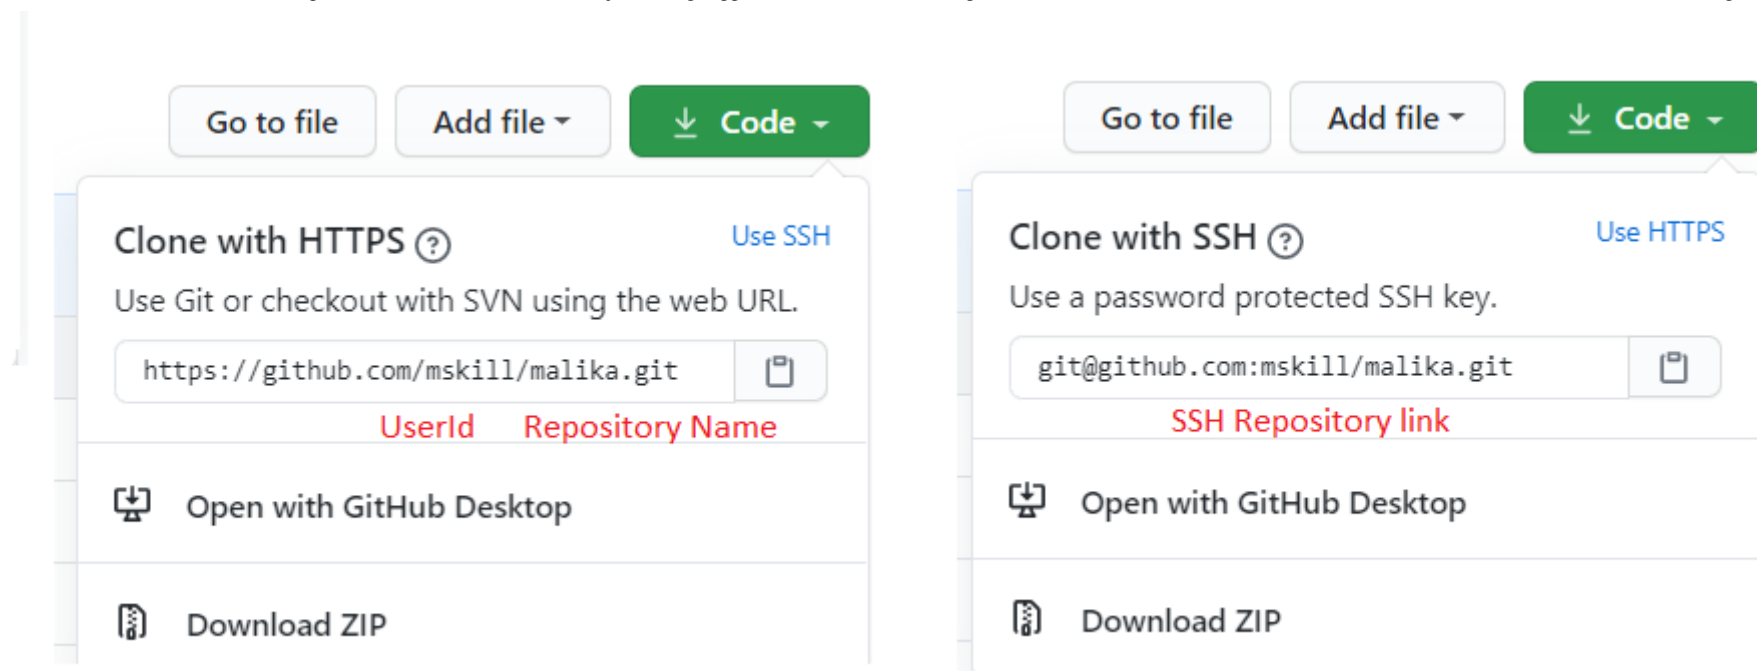 Go to file
Add file
Code
Clone with HTTPS
Use SSH
Use Git or checkout with SVN using the web URL.
https://github.com/mskill/malika.git
UserId
Repository Name
Open with GitHub Desktop
Download ZIP
Go to file
Add file
Code
Clone with SSH
Use HTTPS
Use a password protected SSH key.
git@github.com:mskill/malika.git
SSH Repository link
Open with GitHub Desktop
Download ZIP